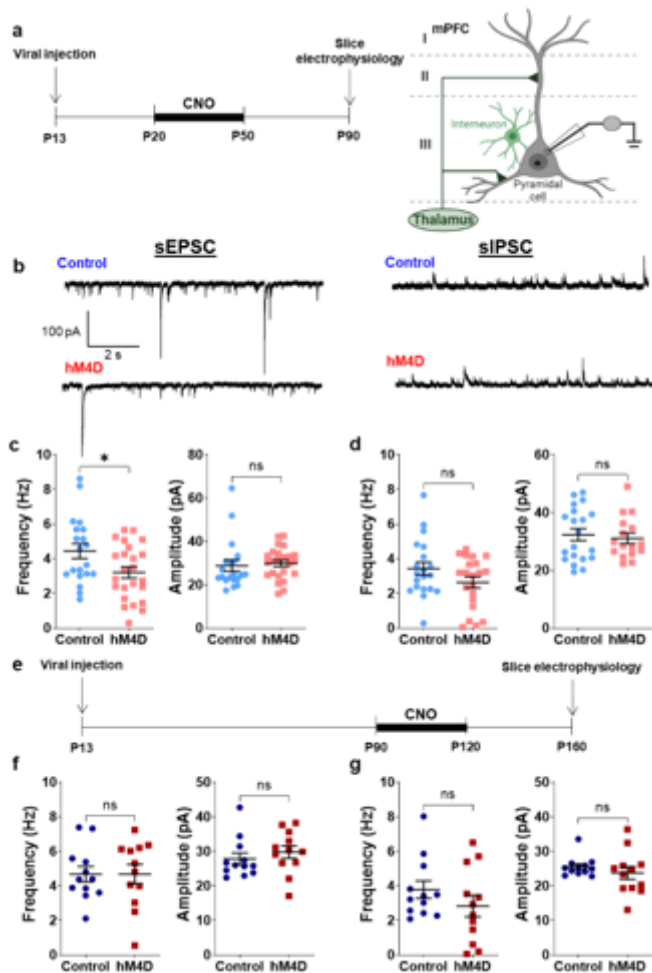 a
Viral injection
Slice
electrophysiology
CNO
P13
P20
P50
P90
I
mPFC
II
III
Interneuron
Pyramidal
cell
Thalamus
b
sEPSC
sIPSC
Control
Control
100 pA
2 s
hM4D
hM4D
c
Frequency (Hz)
10
8
6
4
2
0
*
Control hM4D
Amplitude (pA)
80
60
40
20
0
ns
Control hM4D
d
Frequency (Hz)
10
8
6
4
2
0
ns
Control hM4D
Amplitude (pA)
60
40
20
0
ns
Control hM4D
e
Viral injection
Slice electrophysiology
CNO
P13
P90
P120
P160
f
Frequency (Hz)
10
8
6
4
2
0
ns
Control hM4D
Amplitude (pA)
50
40
30
20
10
0
ns
Control hM4D
g
Frequency (Hz)
10
8
6
4
2
0
ns
Control hM4D
Amplitude (pA)
50
40
30
20
10
0
ns
Control hM4D